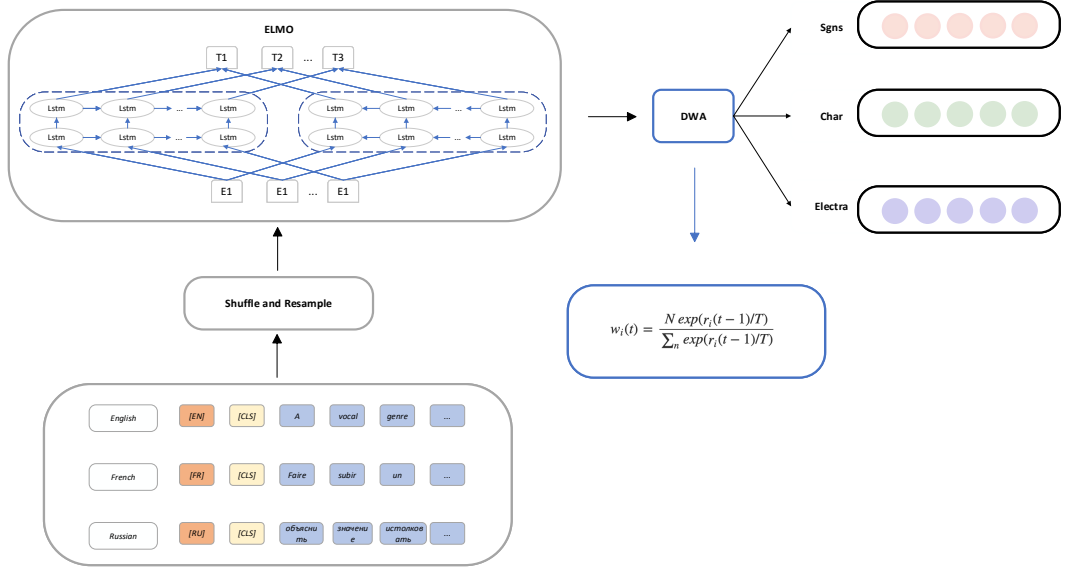 ELMO
T1 T2 ... T3
Lstm Lstm ... Lstm Lstm Lstm ... Lstm
Lstm Lstm ... Lstm Lstm Lstm ... Lstm
E1 E1 ... E1
DWA
Sgns
Char
Electra
Shuffle and Resample
w_i(t) = \frac{N exp(r_i(t − 1)/T)}{\sum_n exp(r_i(t − 1)/T)}
English [EN] [CLS] A vocal genre ...
French [FR] [CLS] Faire subir un ...
Russian [RU] [CLS] объясни
ть
значени
е
истолков
ать
...